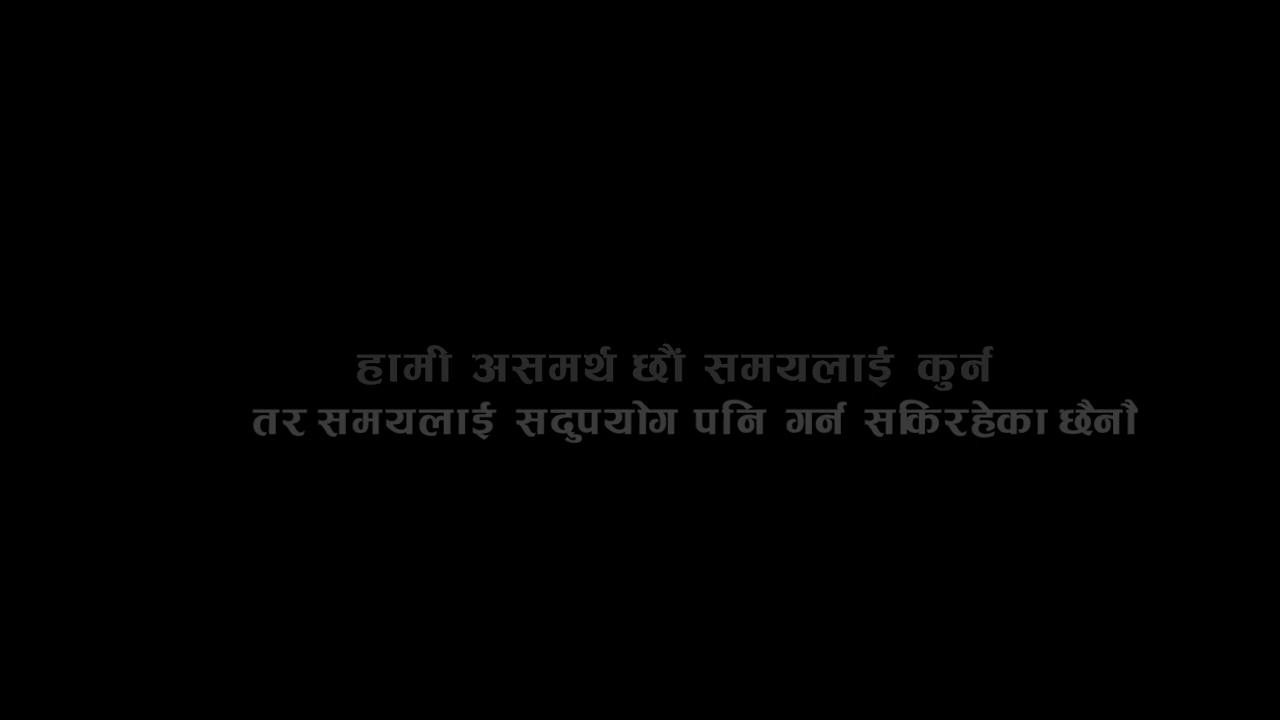 हामी असमर्थ छौं समयलाई कुर्न
तर समयलाई सदुपयोग पनि गर्न सकिरहेका छैनौ